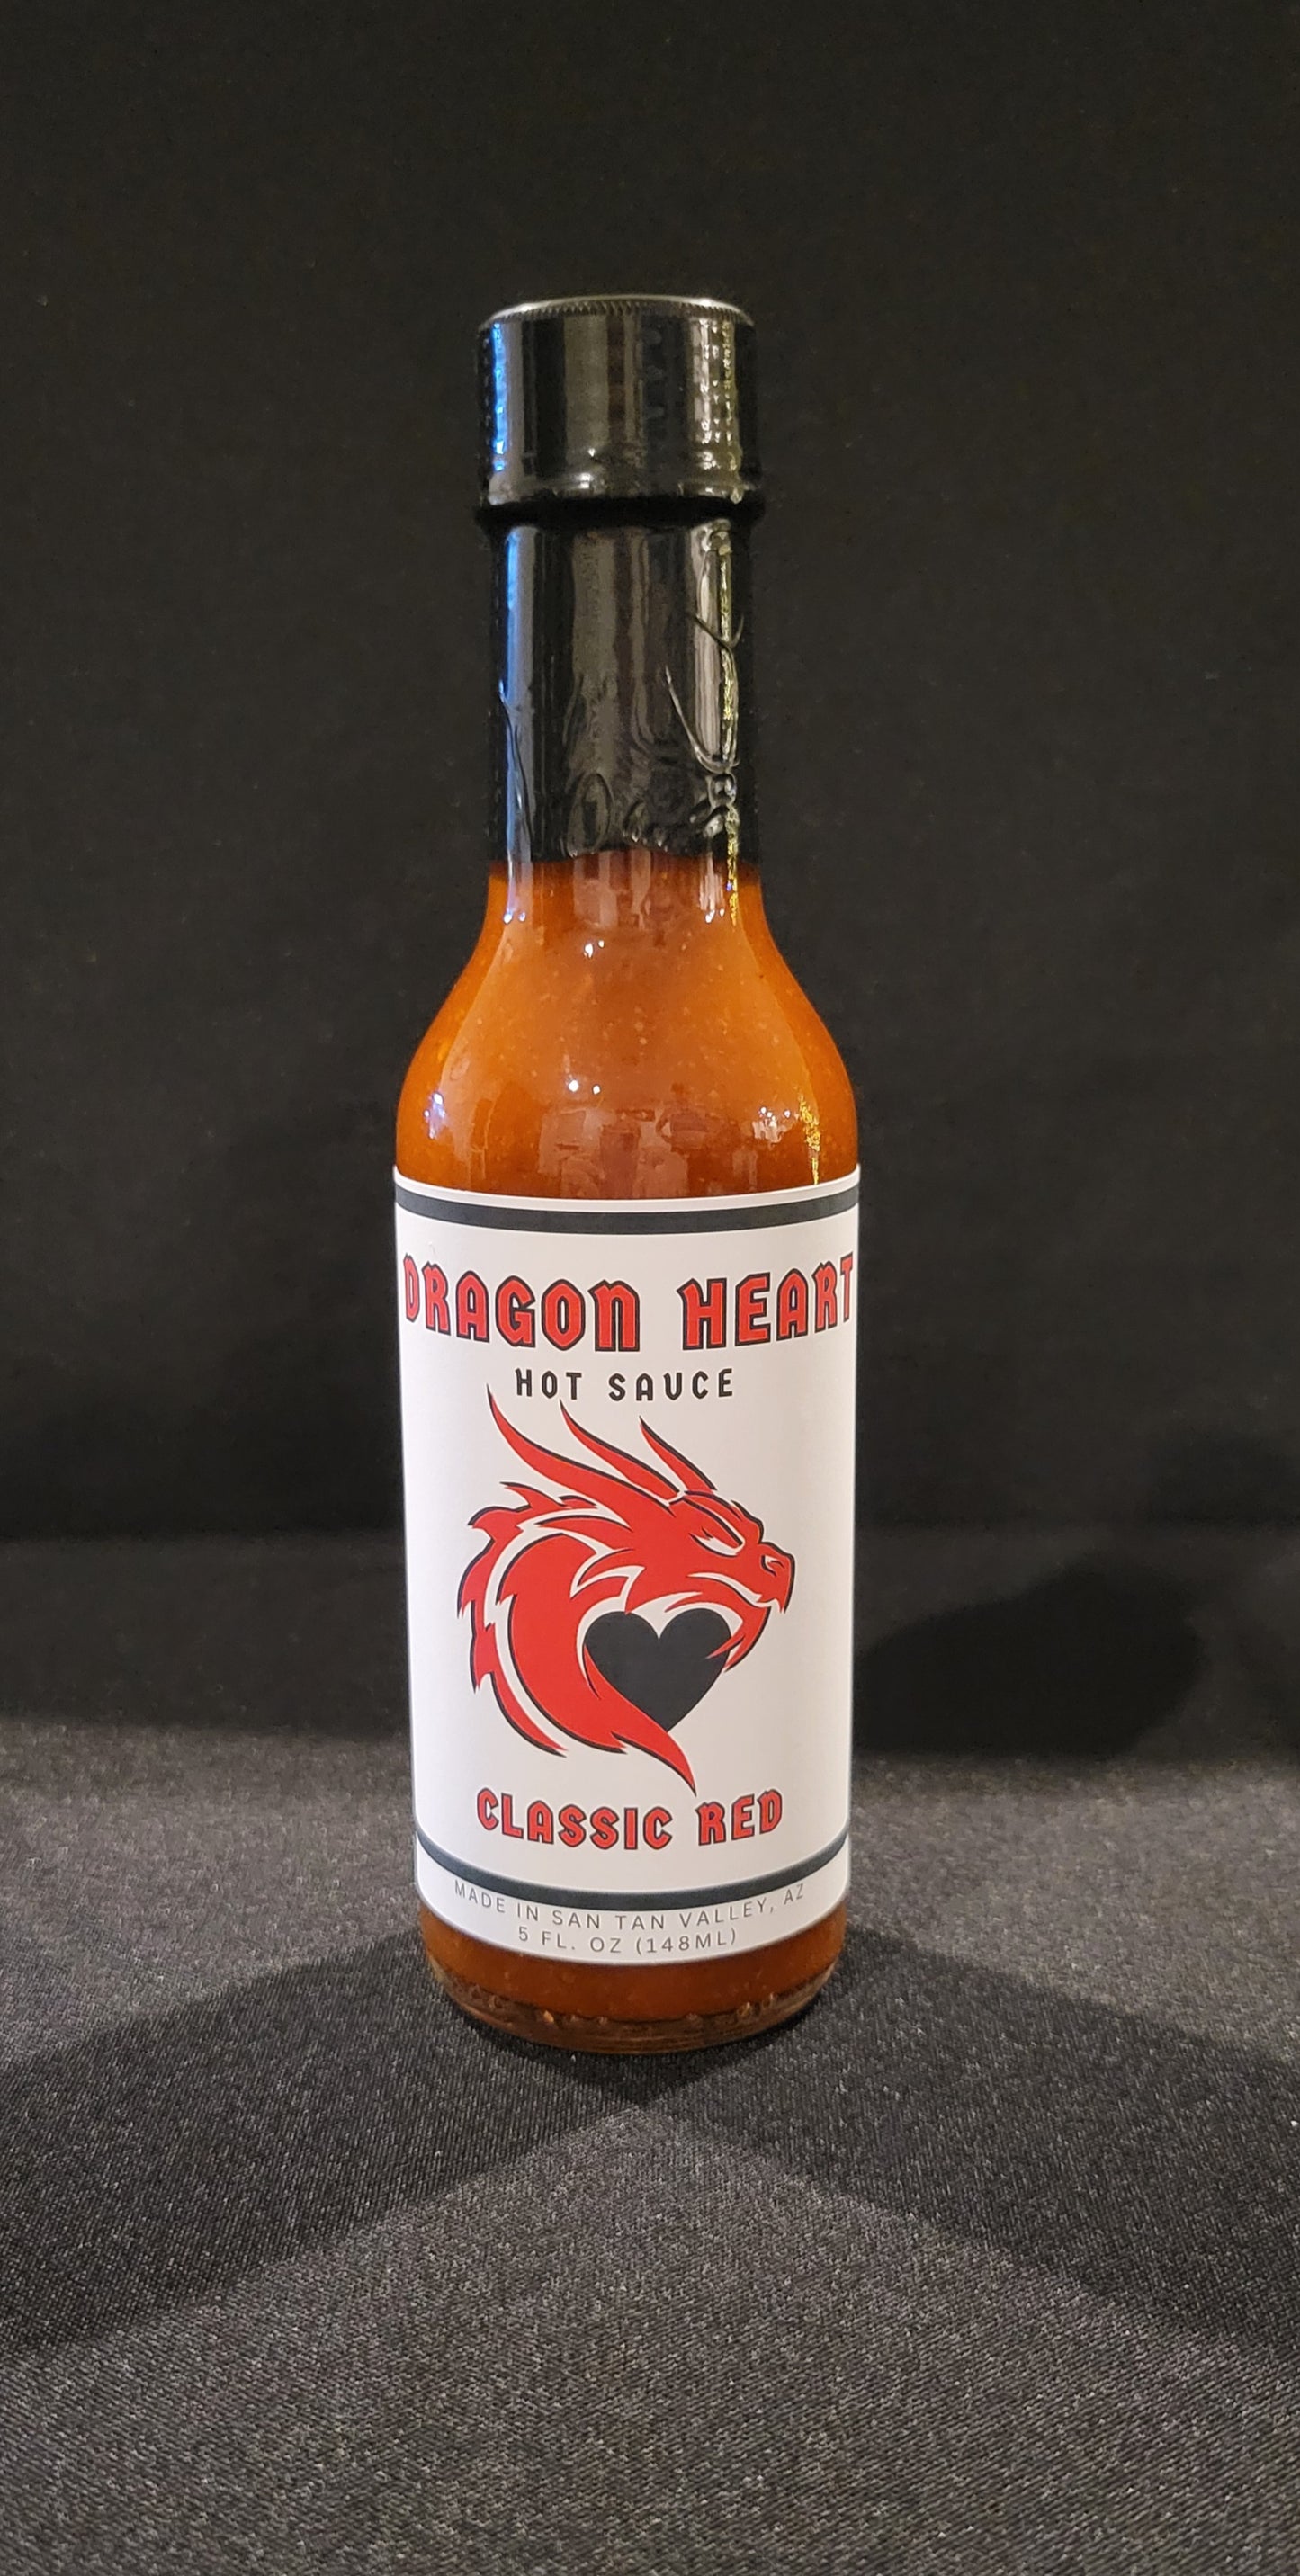 DRAGON HEART
HOT SAUCE
CLASSIC RED
MADE IN SAN TAN VALLEY, AZ
5 FL. OZ (148ML)